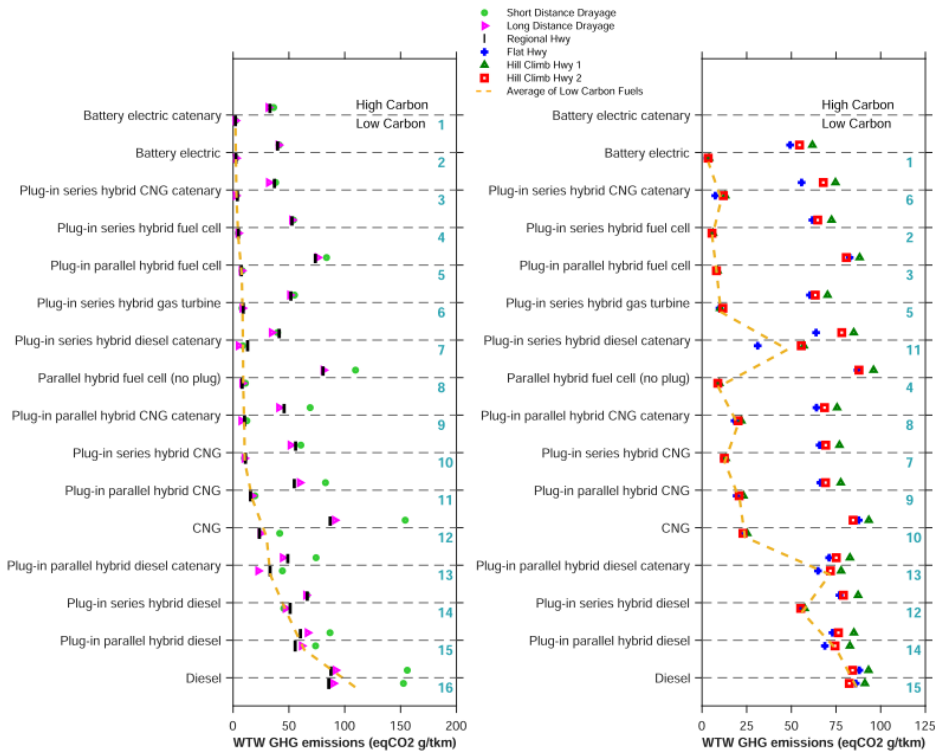 Short Distance Drayage
Long Distance Drayage
Regional Hwy
Flat Hwy
Hill Climb Hwy 1
Hill Climb Hwy 2
Average of Low Carbon Fuels
High Carbon
Low Carbon
Battery electric catenary
1
Battery electric
2
Plug-in series hybrid CNG catenary
3
Plug-in series hybrid fuel cell
4
Plug-in parallel hybrid fuel cell
5
Plug-in series hybrid gas turbine
6
Plug-in series hybrid diesel catenary
7
Parallel hybrid fuel cell (no plug)
8
Plug-in parallel hybrid CNG catenary
9
Plug-in series hybrid CNG
10
Plug-in parallel hybrid CNG
11
CNG
12
Plug-in parallel hybrid diesel catenary
13
Plug-in series hybrid diesel
14
Plug-in parallel hybrid diesel
15
Diesel
16
0 50 100 150 200
WTW GHG emissions (eqCO2 g/tkm)
High Carbon
Low Carbon
Battery electric catenary
Battery electric
1
Plug-in series hybrid CNG catenary
6
Plug-in series hybrid fuel cell
2
Plug-in parallel hybrid fuel cell
3
Plug-in series hybrid gas turbine
5
Plug-in series hybrid diesel catenary
11
Parallel hybrid fuel cell (no plug)
4
Plug-in parallel hybrid CNG catenary
8
Plug-in series hybrid CNG
7
Plug-in parallel hybrid CNG
9
CNG
10
Plug-in parallel hybrid diesel catenary
13
Plug-in series hybrid diesel
12
Plug-in parallel hybrid diesel
14
Diesel
15
0 25 50 75 100 125
WTW GHG emissions (eqCO2 g/tkm)